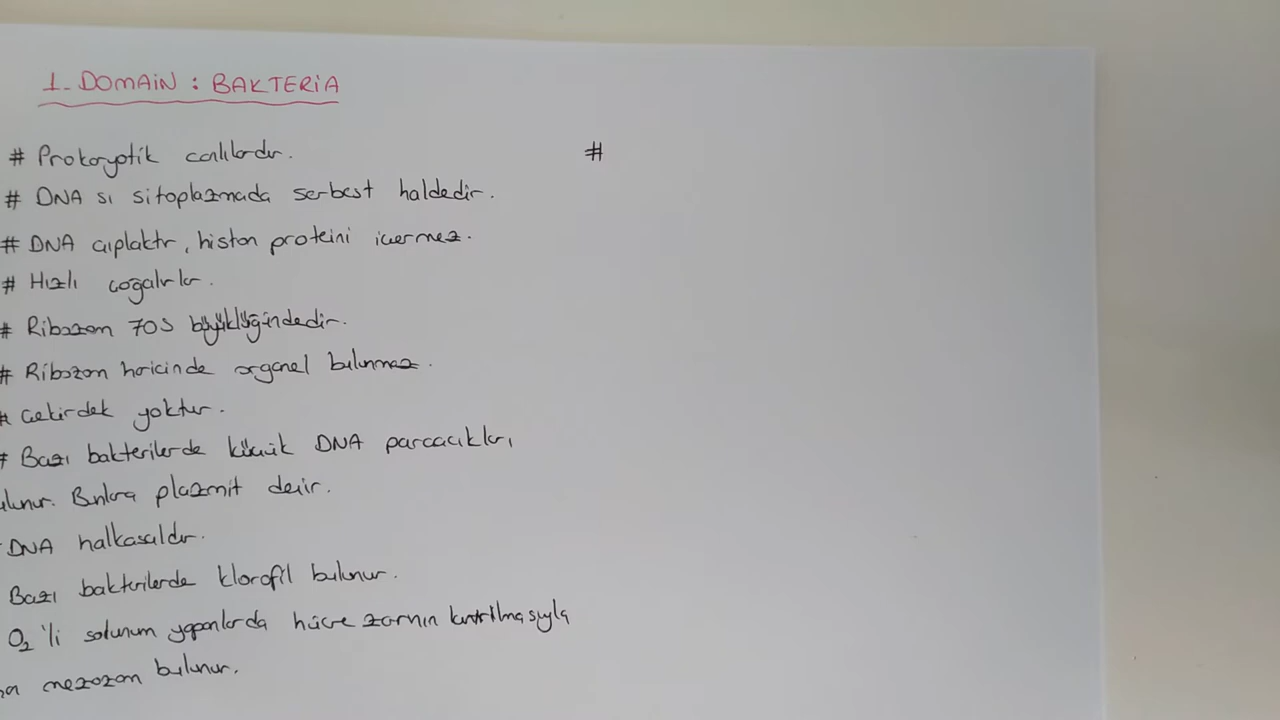 1. DOMAIN : BAKTERİA
# Prokaryotik canlılardır.
# DNA sı sitoplazmada serbest haldedir.
# DNA çıplaktır, histon proteini içermez.
# Hızlı çoğalırlar.
# Ribozom 70S büyüklüğündedir.
# Ribozom haricinde organel bulunmaz.
# Çekirdek yoktur.
# Bazı bakterilerde küçük DNA parçacıkları
Bunlara plazmit denir.
DNA halkasaldır.
Bazı bakterilerde klorofil bulunur.
O₂'li solunum yapanlarda hücre zarının kıvrılmasıyla
mezozom bulunur.
#